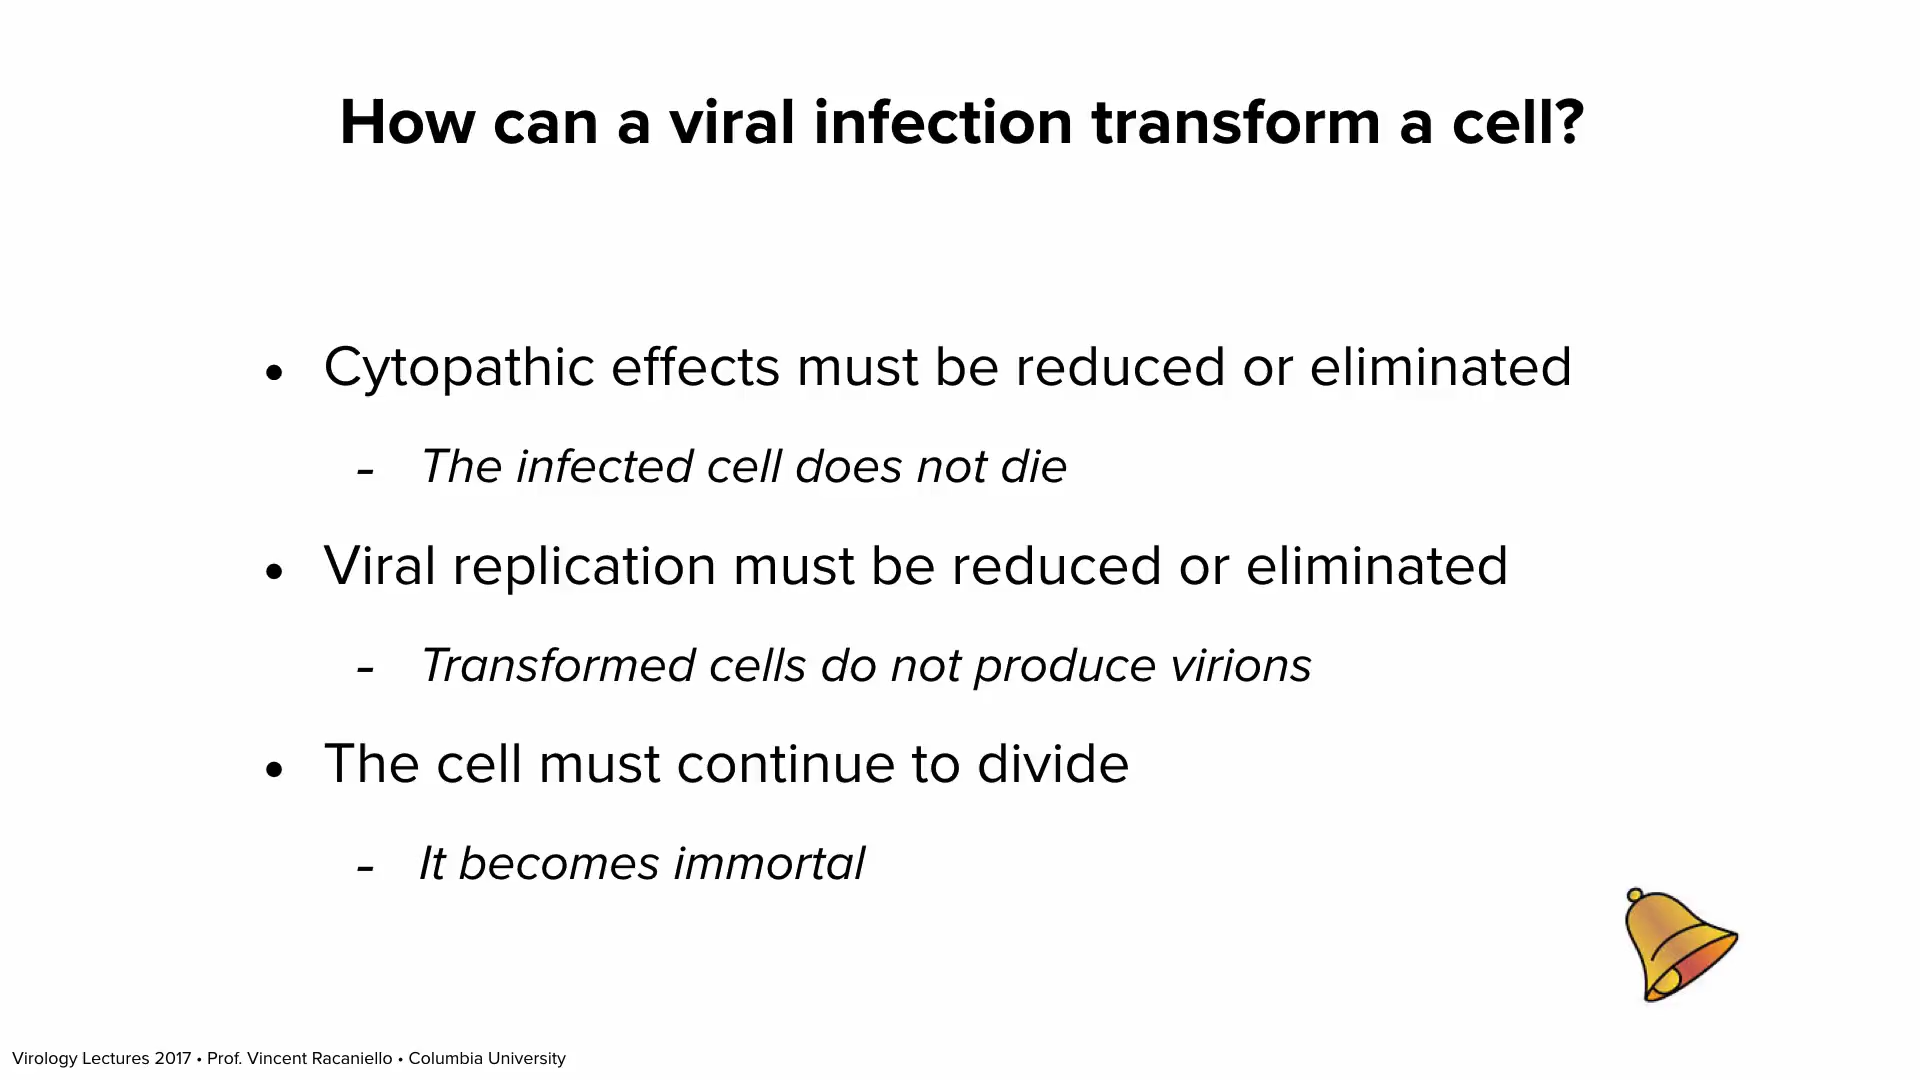 How can a viral infection transform a cell?
• Cytopathic effects must be reduced or eliminated
- The infected cell does not die
• Viral replication must be reduced or eliminated
- Transformed cells do not produce virions
• The cell must continue to divide
- It becomes immortal
Virology Lectures 2017 • Prof. Vincent Racaniello • Columbia University